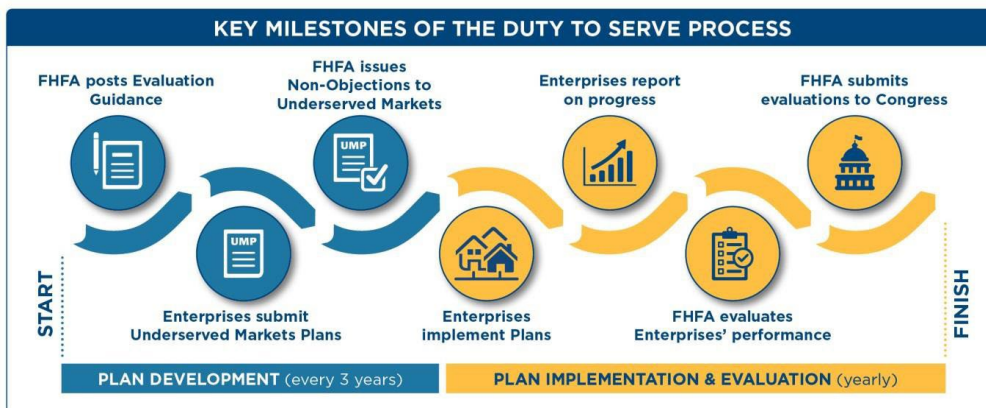 KEY MILESTONES OF THE DUTY TO SERVE PROCESS
FHFA posts Evaluation
Guidance
FHFA issues
Non-Objections to
Underserved Markets
Enterprises report
on progress
FHFA submits
evaluations to Congress
UMP
UMP
Enterprises submit
Underserved Markets Plans
Enterprises
implement Plans
FHFA evaluates
Enterprises’ performance
START
FINISH
PLAN DEVELOPMENT (every 3 years)
PLAN IMPLEMENTATION & EVALUATION (yearly)